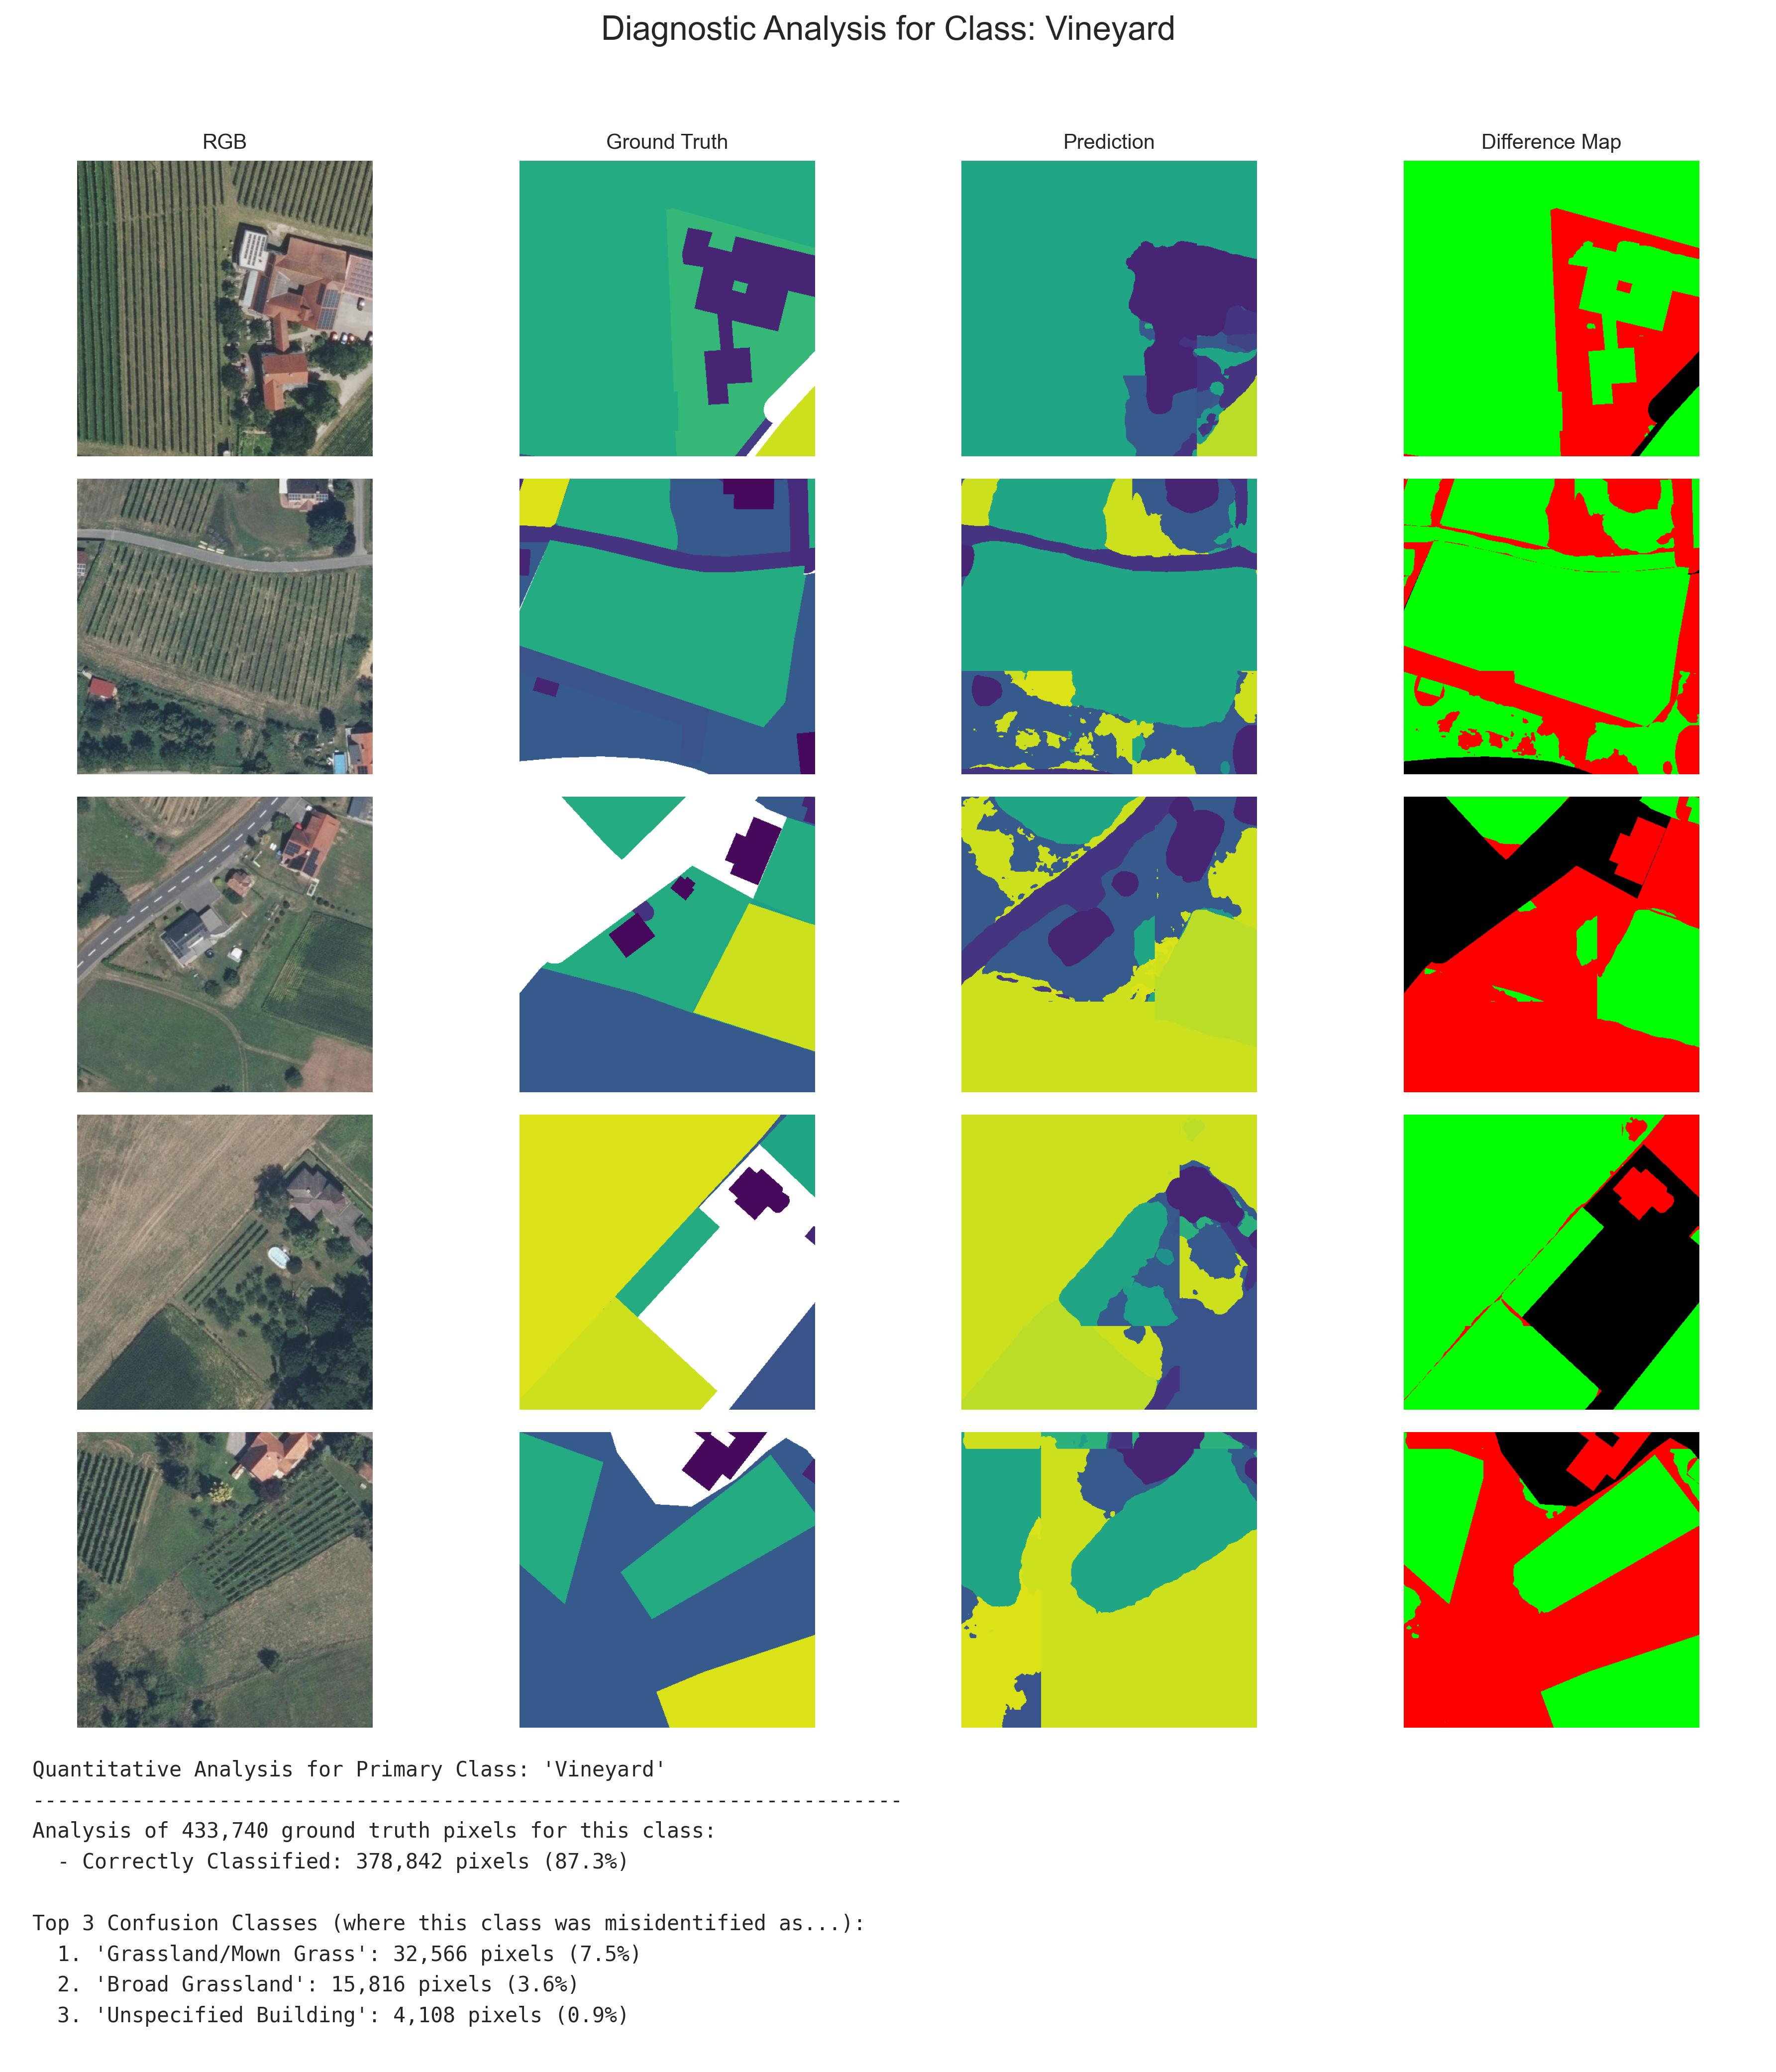 Diagnostic Analysis for Class: Vineyard
RGB Ground Truth Prediction Difference Map
Quantitative Analysis for Primary Class: 'Vineyard'
----------------------------------------------------------------------
Analysis of 433,740 ground truth pixels for this class:
- Correctly Classified: 378,842 pixels (87.3%)
Top 3 Confusion Classes (where this class was misidentified as...):
1. 'Grassland/Mown Grass': 32,566 pixels (7.5%)
2. 'Broad Grassland': 15,816 pixels (3.6%)
3. 'Unspecified Building': 4,108 pixels (0.9%)